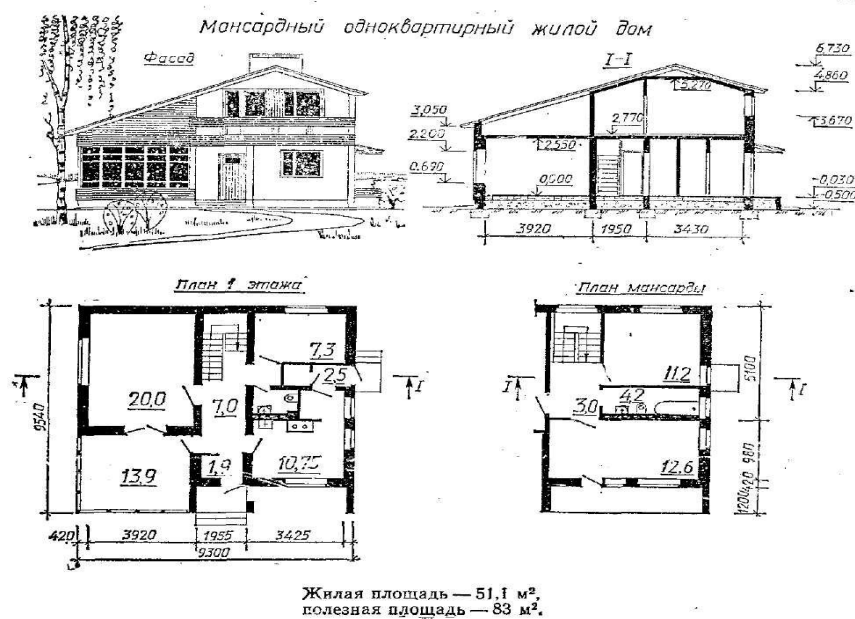 Мансардный одноквартирный жилой дом
Фасад
I-I
6,730
4,860
3,670
-0,030
-0,500
3,050
2,200
0,690
5,270
2,770
2,550
0,000
3920 1950 3430
План 1 этажа
План мансарды
20,0
7,0
7,3
2,5
13,9
1,9
10,75
I
9540
420 3920 1955 3425
9300
11,2
4,2
3,0
12,6
I
I
5100
980
420
1200
Жилая площадь — 51,1 м²,
полезная площадь — 83 м².